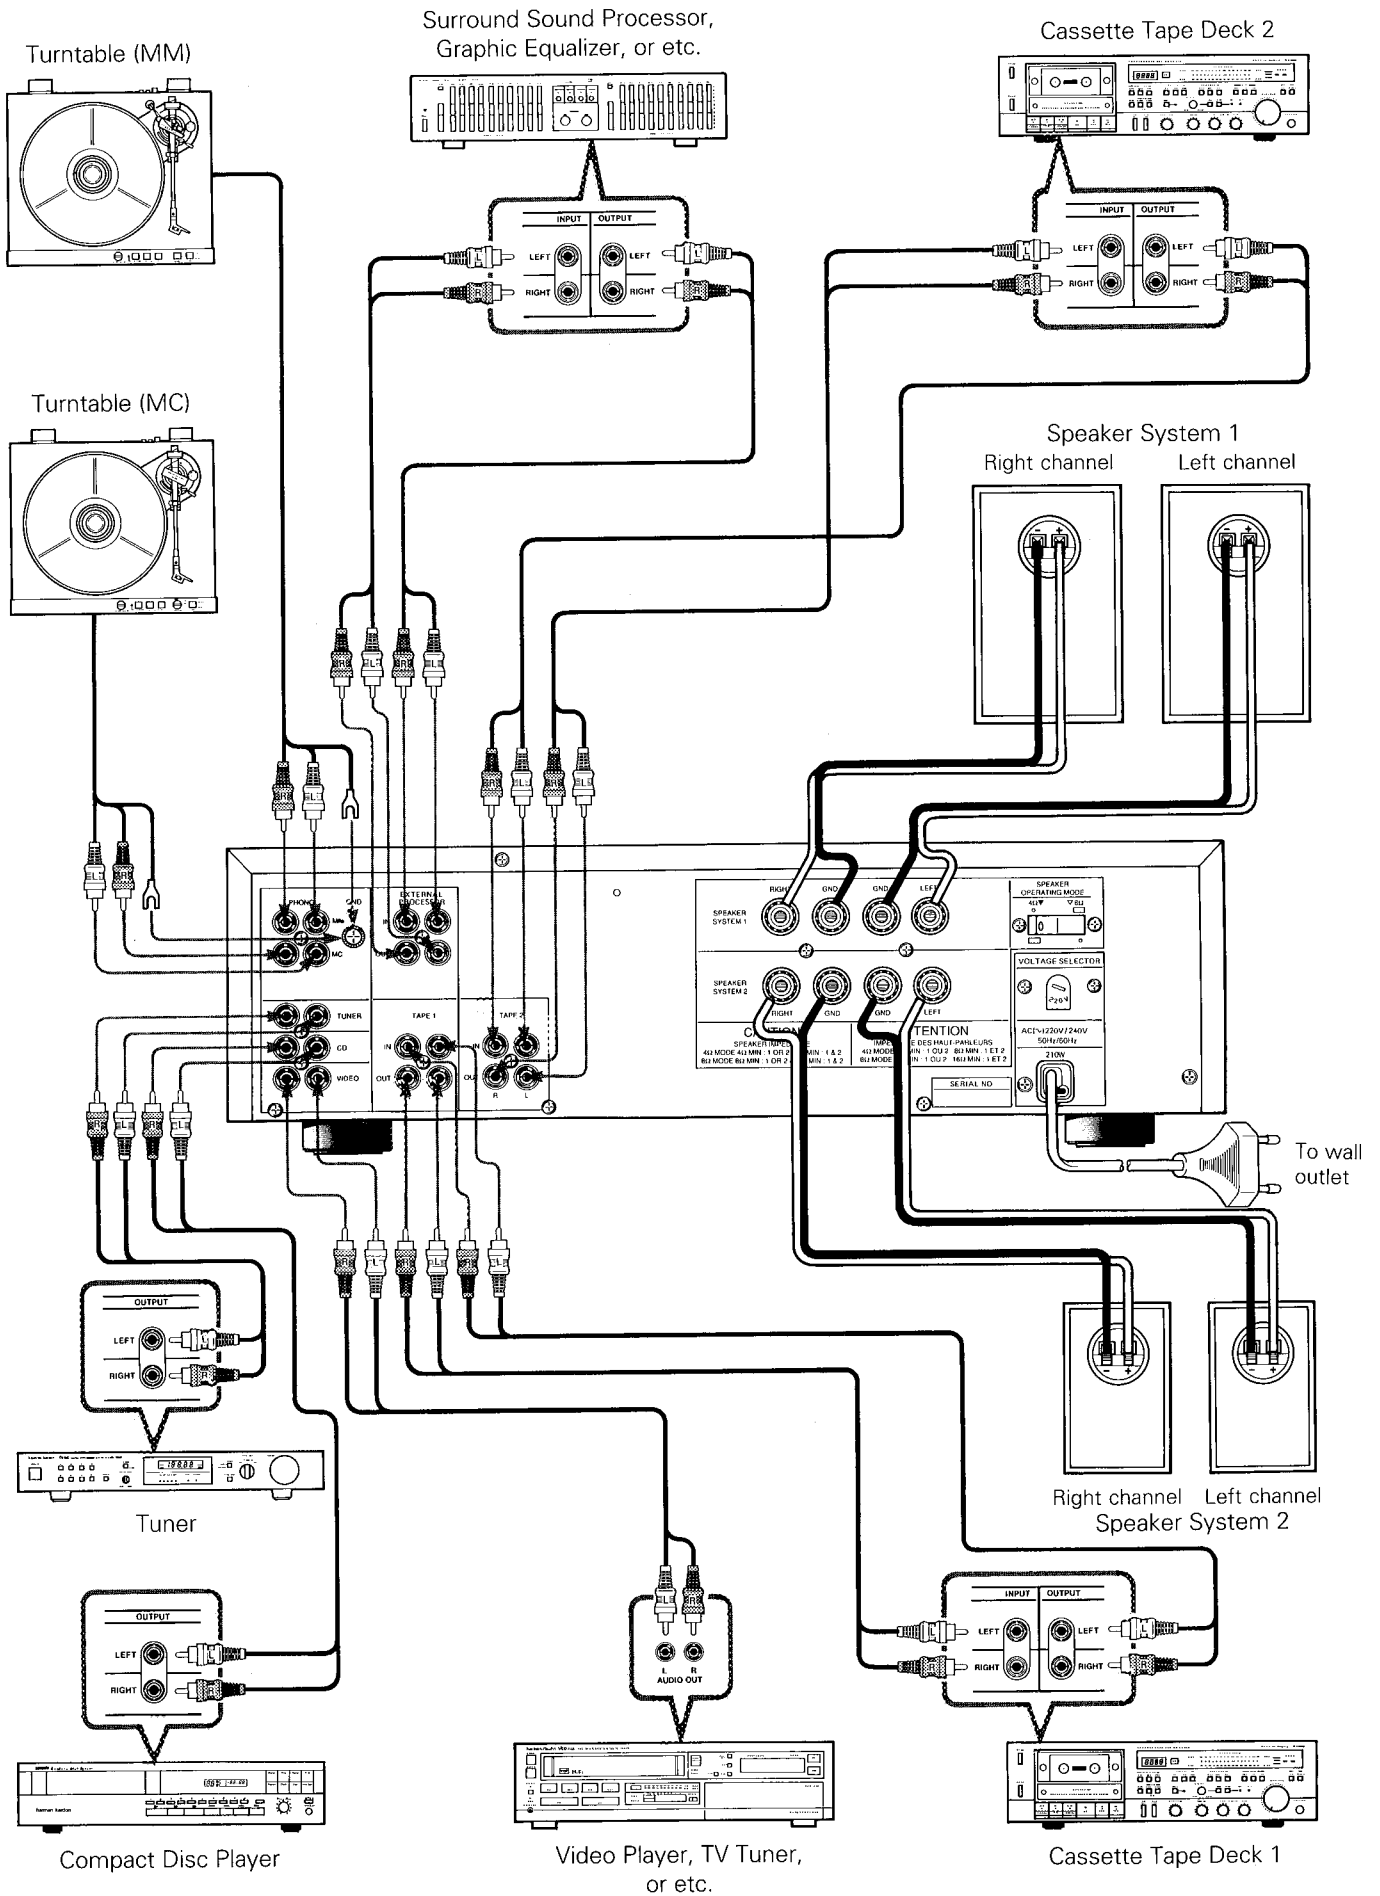 Surround Sound Processor,
Graphic Equalizer, or etc.
Turntable (MM)
Cassette Tape Deck 2
INPUT OUTPUT
LEFT LEFT
RIGHT RIGHT
INPUT OUTPUT
LEFT LEFT
RIGHT RIGHT
Turntable (MC)
Speaker System 1
Right channel Left channel
- +
- +
R L R L
R L R L
R L
L R
PHONO GND EXTERNAL PROCESSOR
MM IN
MC OUT
TUNER TAPE 1 TAPE 2
CD IN IN
VIDEO OUT OUT
R L
RIGHT GND GND LEFT
SPEAKER
SYSTEM 1
SPEAKER
SYSTEM 2
RIGHT GND GND LEFT
SPEAKER
OPERATING MODE
4Ω▼ ▽8Ω
VOLTAGE SELECTOR
220V
AC(~)220V/240V
50Hz/60Hz
210W
SERIAL NO
To wall
outlet
R L R L
R L R L R L
OUTPUT
LEFT L
RIGHT R
Tuner
OUTPUT
LEFT L
RIGHT R
harman kardon
Compact Disc Player
L R
L R
AUDIO OUT
Video Player, TV Tuner,
or etc.
- +
- +
Right channel Left channel
Speaker System 2
INPUT OUTPUT
LEFT LEFT
RIGHT RIGHT
Cassette Tape Deck 1